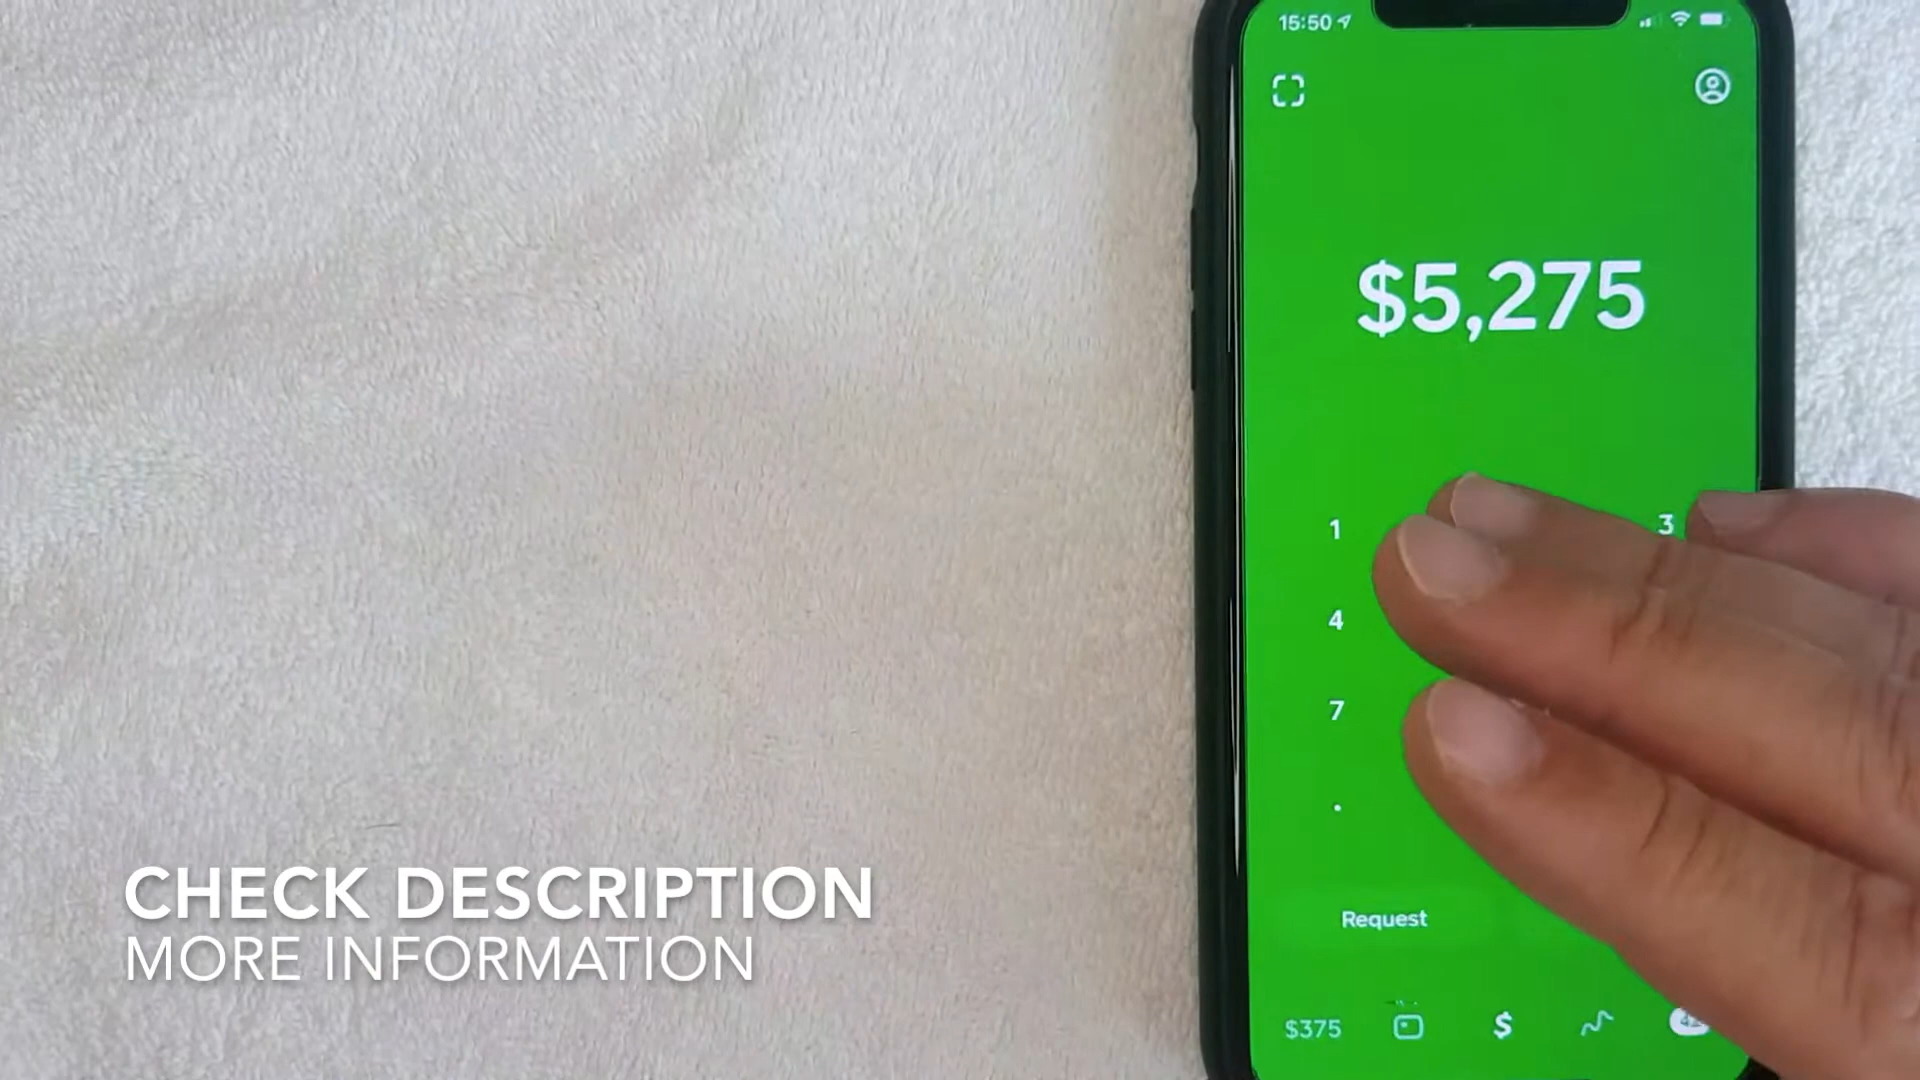 15:50
$5,275
1 3
4
7
.
Request
$375 $
CHECK DESCRIPTION
MORE INFORMATION